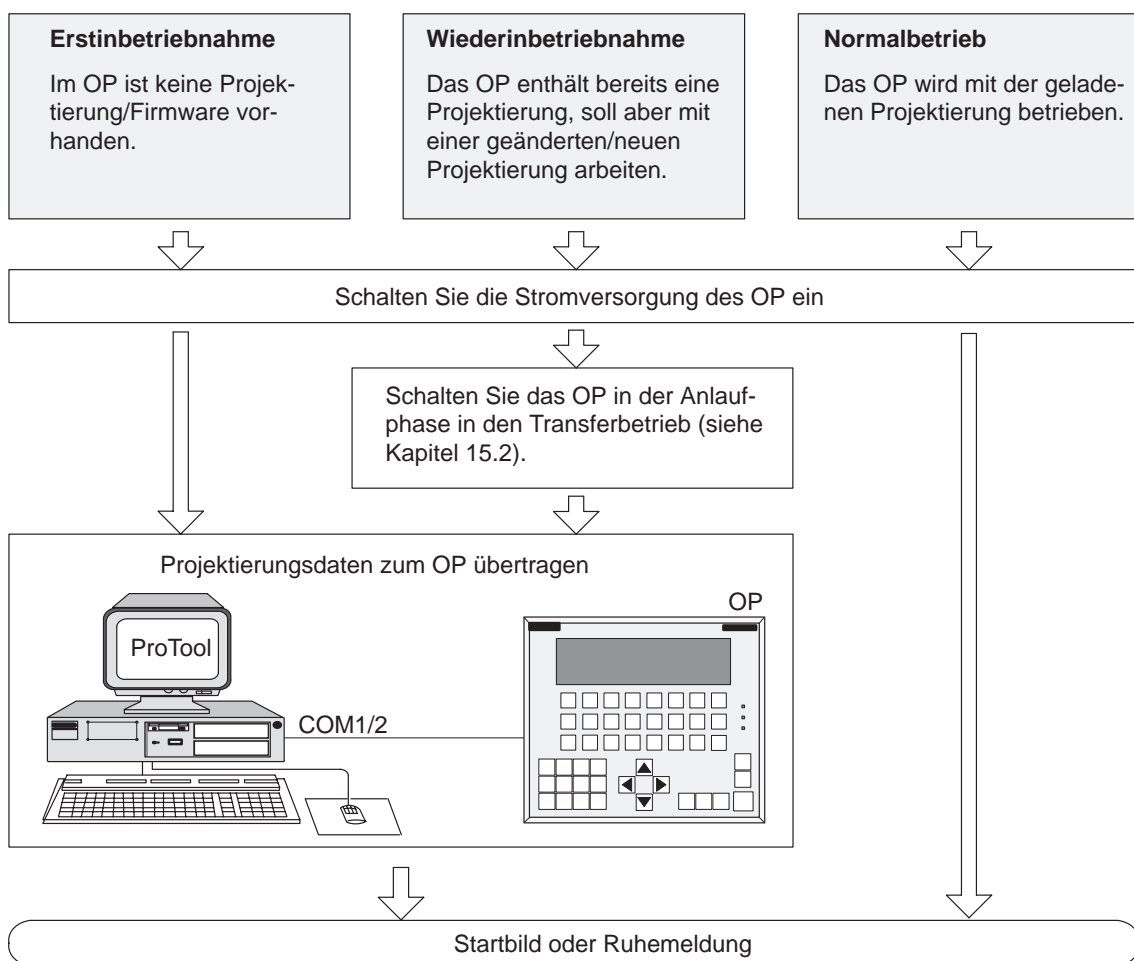 Erstinbetriebnahme
Im OP ist keine Projek-
tierung/Firmware vor-
handen.
Wiederinbetriebnahme
Das OP enthält bereits eine
Projektierung, soll aber mit
einer geänderten/neuen
Projektierung arbeiten.
Normalbetrieb
Das OP wird mit der gelade-
nen Projektierung betrieben.
Schalten Sie die Stromversorgung des OP ein
Schalten Sie das OP in der Anlauf-
phase in den Transferbetrieb (siehe
Kapitel 15.2).
Projektierungsdaten zum OP übertragen
OP
ProTool
COM1/2
Startbild oder Ruhemeldung